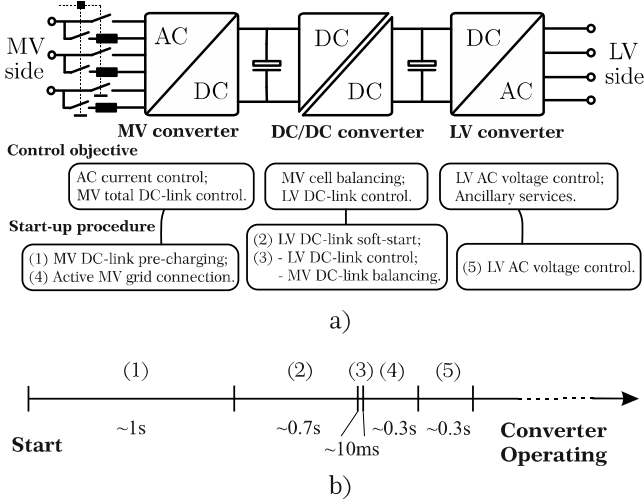 MV side
AC
DC
DC
DC
DC
AC
LV side
MV converter
DC/DC converter
LV converter
Control objective
AC current control;
MV total DC-link control.
MV cell balancing;
LV DC-link control.
LV AC voltage control;
Ancillary services.
Start-up procedure
(1) MV DC-link pre-charging;
(4) Active MV grid connection.
(2) LV DC-link soft-start;
(3) - LV DC-link control;
- MV DC-link balancing.
(5) LV AC voltage control.
a)
(1)
(2)
(3)
(4)
(5)
~1s
~0.7s
~10ms
~0.3s
~0.3s
Start
Converter
Operating
b)